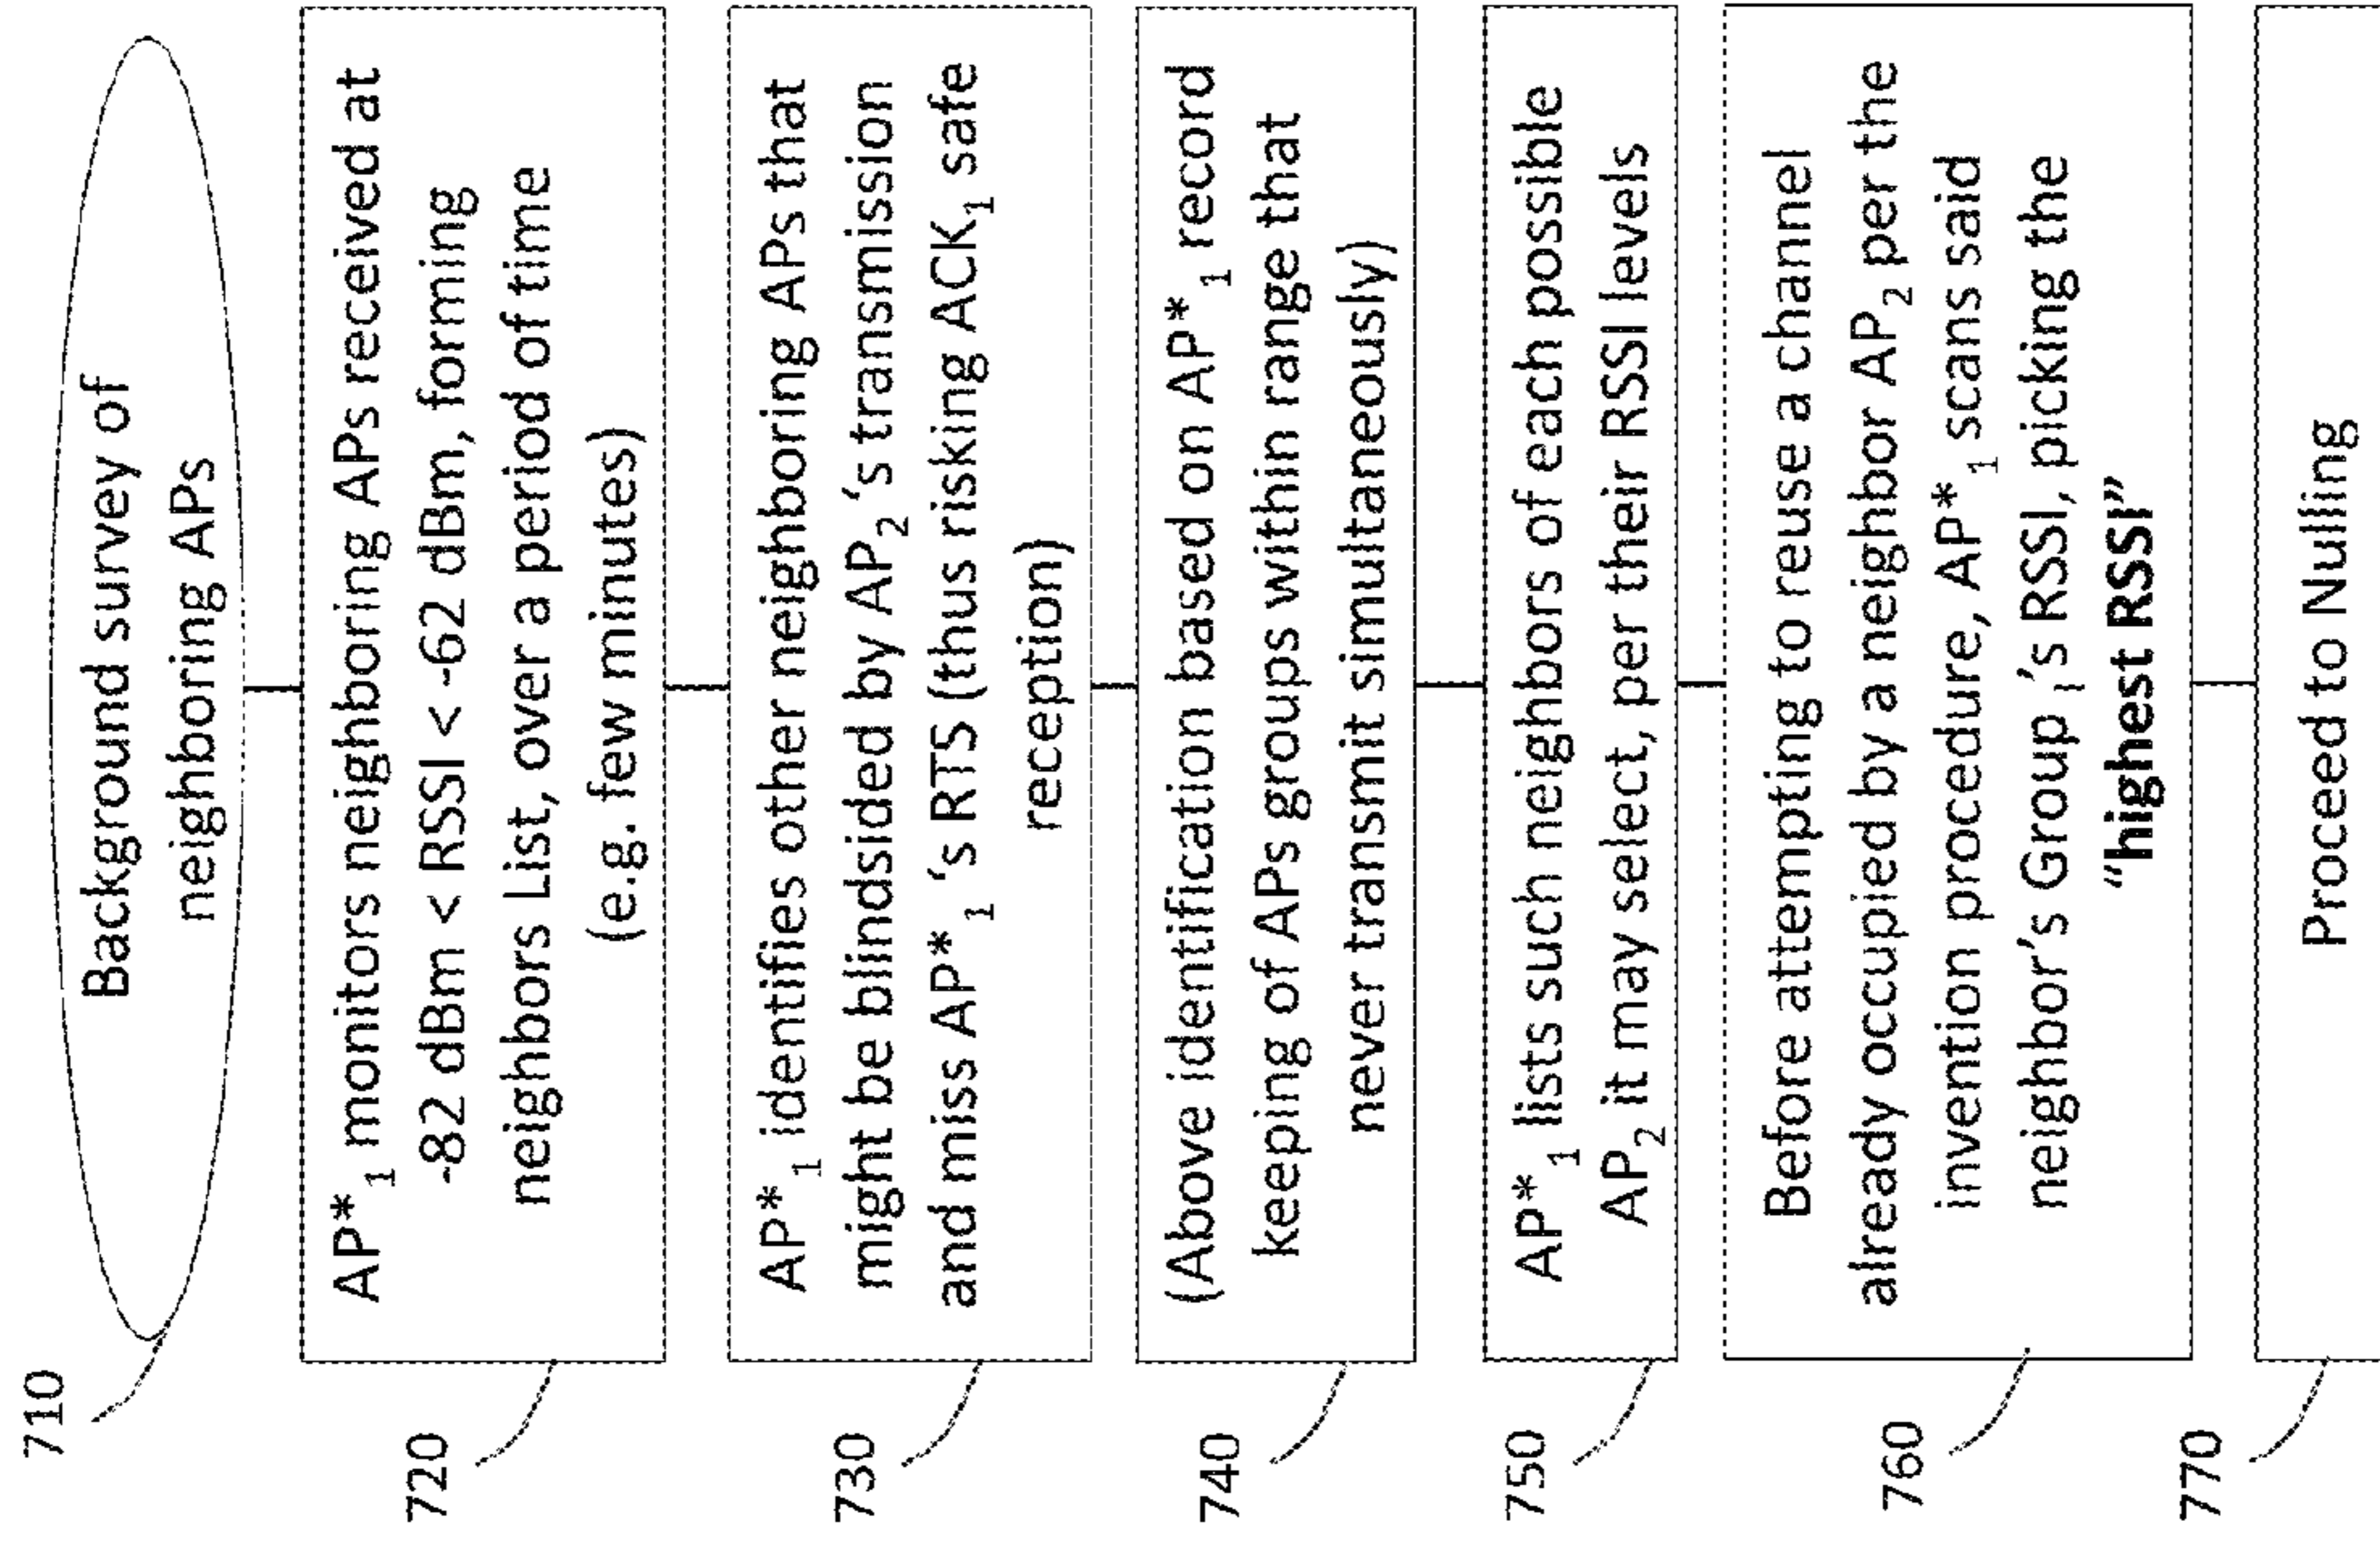 710
Background survey of
neighboring APs
720
AP*₁ monitors neighboring APs received at
-82 dBm < RSSI < -62 dBm, forming
neighbors List, over a period of time
(e.g. few minutes)
730
AP*₁ identifies other neighboring APs that
might be blindsided by AP₂'s transmission
and miss AP*₁'s RTS (thus risking ACK₁ safe
reception)
740
(Above identification based on AP*₁ record
keeping of APs groups within range that
never transmit simultaneously)
750
AP*₁ lists such neighbors of each possible
AP₂ it may select, per their RSSI levels
760
Before attempting to reuse a channel
already occupied by a neighbor AP₂ per the
invention procedure, AP*₁ scans said
neighbor's Group₁'s RSSI, picking the
"highest RSSI"
770
Proceed to Nulling